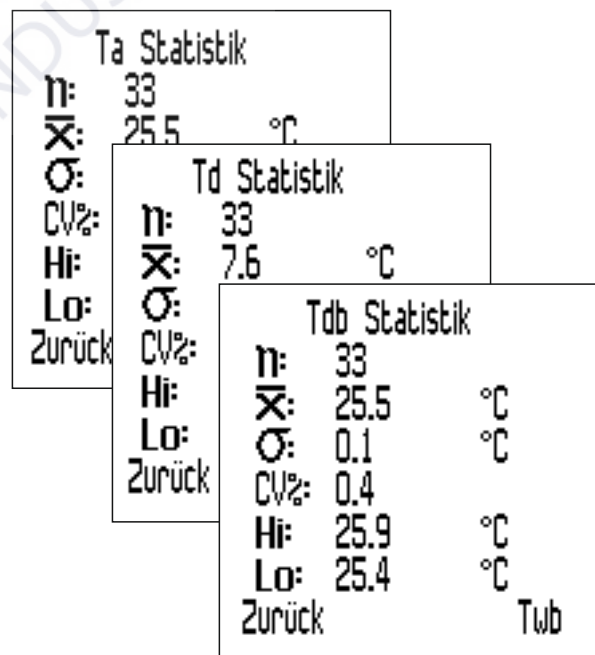 Ta Statistik
n: 33
x̅: 25.5 °C
σ:
CV%:
Hi:
Lo:
Zurück
Td Statistik
n: 33
x̅: 7.6 °C
σ:
CV%:
Hi:
Lo:
Zurück
Tdb Statistik
n: 33
x̅: 25.5 °C
σ: 0.1 °C
CV%: 0.4
Hi: 25.9 °C
Lo: 25.4 °C
Zurück Twb